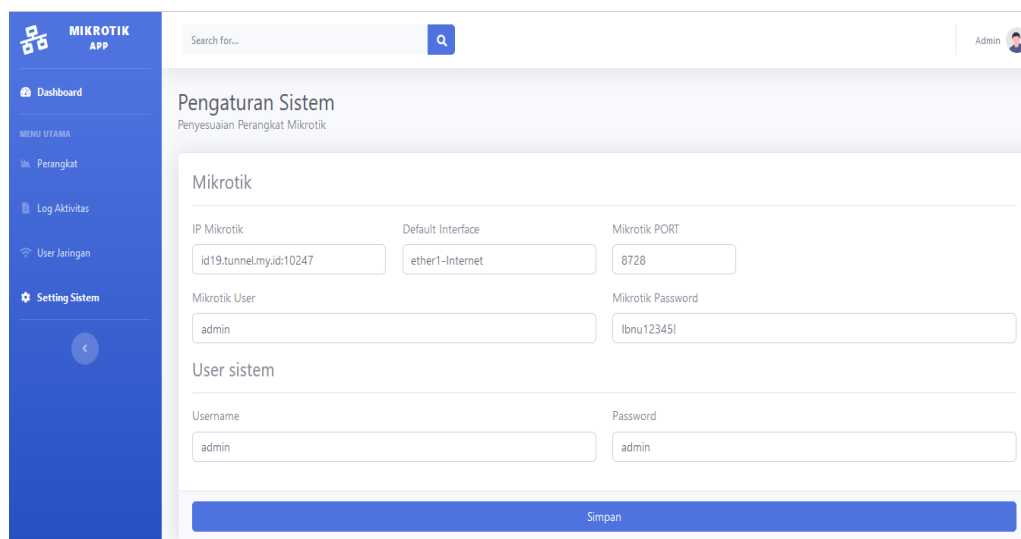 MIKROTIK
APP
Search for...
Admin
Dashboard
MENU UTAMA
Perangkat
Log Aktivitas
User Jaringan
Setting Sistem
Pengaturan Sistem
Penyesuaian Perangkat Mikrotik
Mikrotik
IP Mikrotik Default Interface Mikrotik PORT
id19.tunnel.my.id:10247 ether1-Internet 8728
Mikrotik User Mikrotik Password
admin Ibnu12345!
User sistem
Username Password
admin admin
Simpan